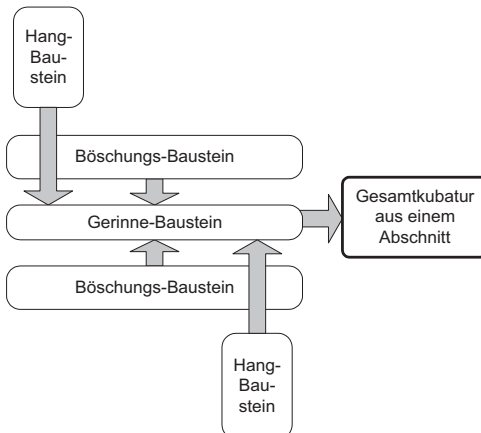 Hang-
Bau-
stein
Böschungs-Baustein
Gerinne-Baustein
Gesamtkubatur
aus einem
Abschnitt
Böschungs-Baustein
Hang-
Bau-
stein